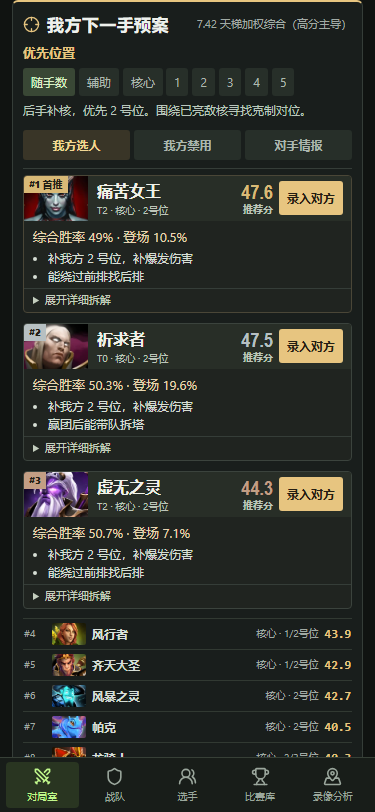 我方下一手预案
7.42 天梯加权综合（高分主导）
优先位置
随手数 辅助 核心 1 2 3 4 5
后手补核，优先 2 号位。围绕已亮敌核寻找克制对位。
我方选人 我方禁用 对手情报
#1 首推
痛苦女王
T2 · 核心 · 2号位
47.6
推荐分
录入对方
综合胜率 49% · 登场 10.5%
• 补我方 2 号位，补爆发伤害
• 能绕过前排找后排
▶ 展开详细拆解
#2
祈求者
T0 · 核心 · 2号位
47.5
推荐分
录入对方
综合胜率 50.3% · 登场 19.6%
• 补我方 2 号位，补爆发伤害
• 赢团后能带队拆塔
▶ 展开详细拆解
#3
虚无之灵
T2 · 核心 · 2号位
44.3
推荐分
录入对方
综合胜率 50.7% · 登场 7.1%
• 补我方 2 号位，补爆发伤害
• 能绕过前排找后排
▶ 展开详细拆解
#4 风行者 核心 · 1/2号位 43.9
#5 齐天大圣 核心 · 1/2号位 42.9
#6 风暴之灵 核心 · 2号位 42.7
#7 帕克 核心 · 2号位 40.5
对局室 战队 选手 比赛库 录像分析